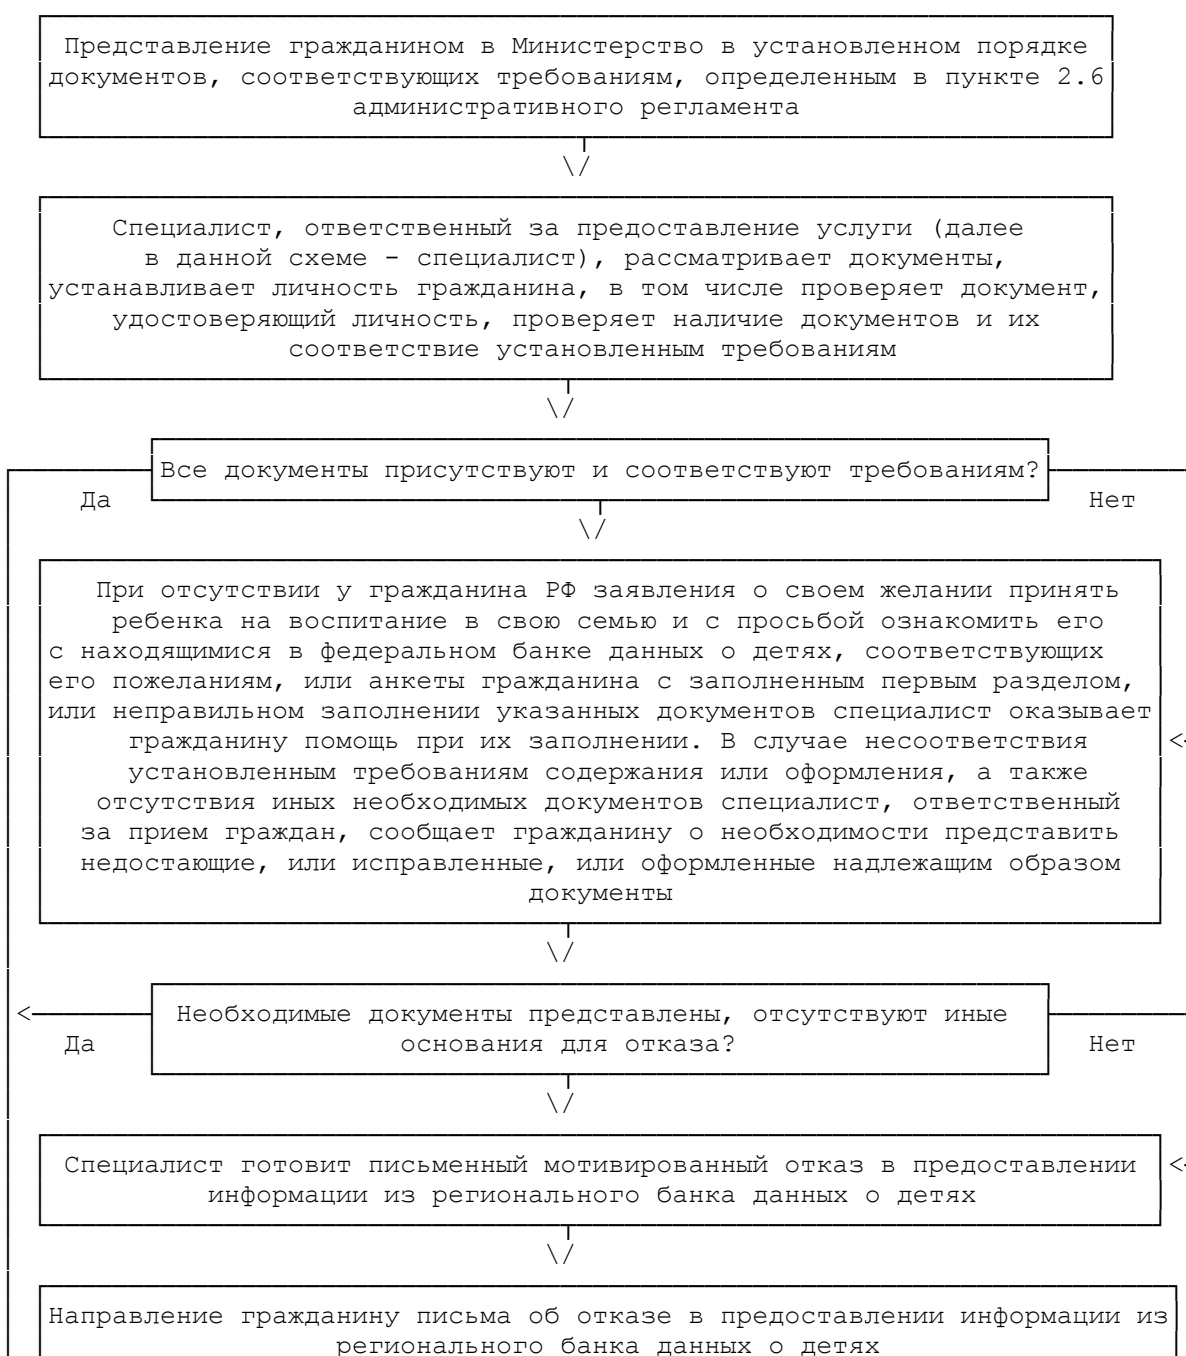 Представление гражданином в Министерство в установленном порядке
документов, соответствующих требованиям, определенным в пункте 2.6
административного регламента
\/
Специалист, ответственный за предоставление услуги (далее
в данной схеме - специалист), рассматривает документы,
устанавливает личность гражданина, в том числе проверяет документ,
удостоверяющий личность, проверяет наличие документов и их
соответствие установленным требованиям
\/
Все документы присутствуют и соответствуют требованиям?
Да Нет
\/
При отсутствии у гражданина РФ заявления о своем желании принять
ребенка на воспитание в свою семью и с просьбой ознакомить его
с находящимися в федеральном банке данных о детях, соответствующих
его пожеланиям, или анкеты гражданина с заполненным первым разделом,
или неправильном заполнении указанных документов специалист оказывает
гражданину помощь при их заполнении. В случае несоответствия <
установленным требованиям содержания или оформления, а также
отсутствия иных необходимых документов специалист, ответственный
за прием граждан, сообщает гражданину о необходимости представить
недостающие, или исправленные, или оформленные надлежащим образом
документы
\/
< Необходимые документы представлены, отсутствуют иные
Да основания для отказа? Нет
\/
Специалист готовит письменный мотивированный отказ в предоставлении <
информации из регионального банка данных о детях
\/
Направление гражданину письма об отказе в предоставлении информации из
регионального банка данных о детях